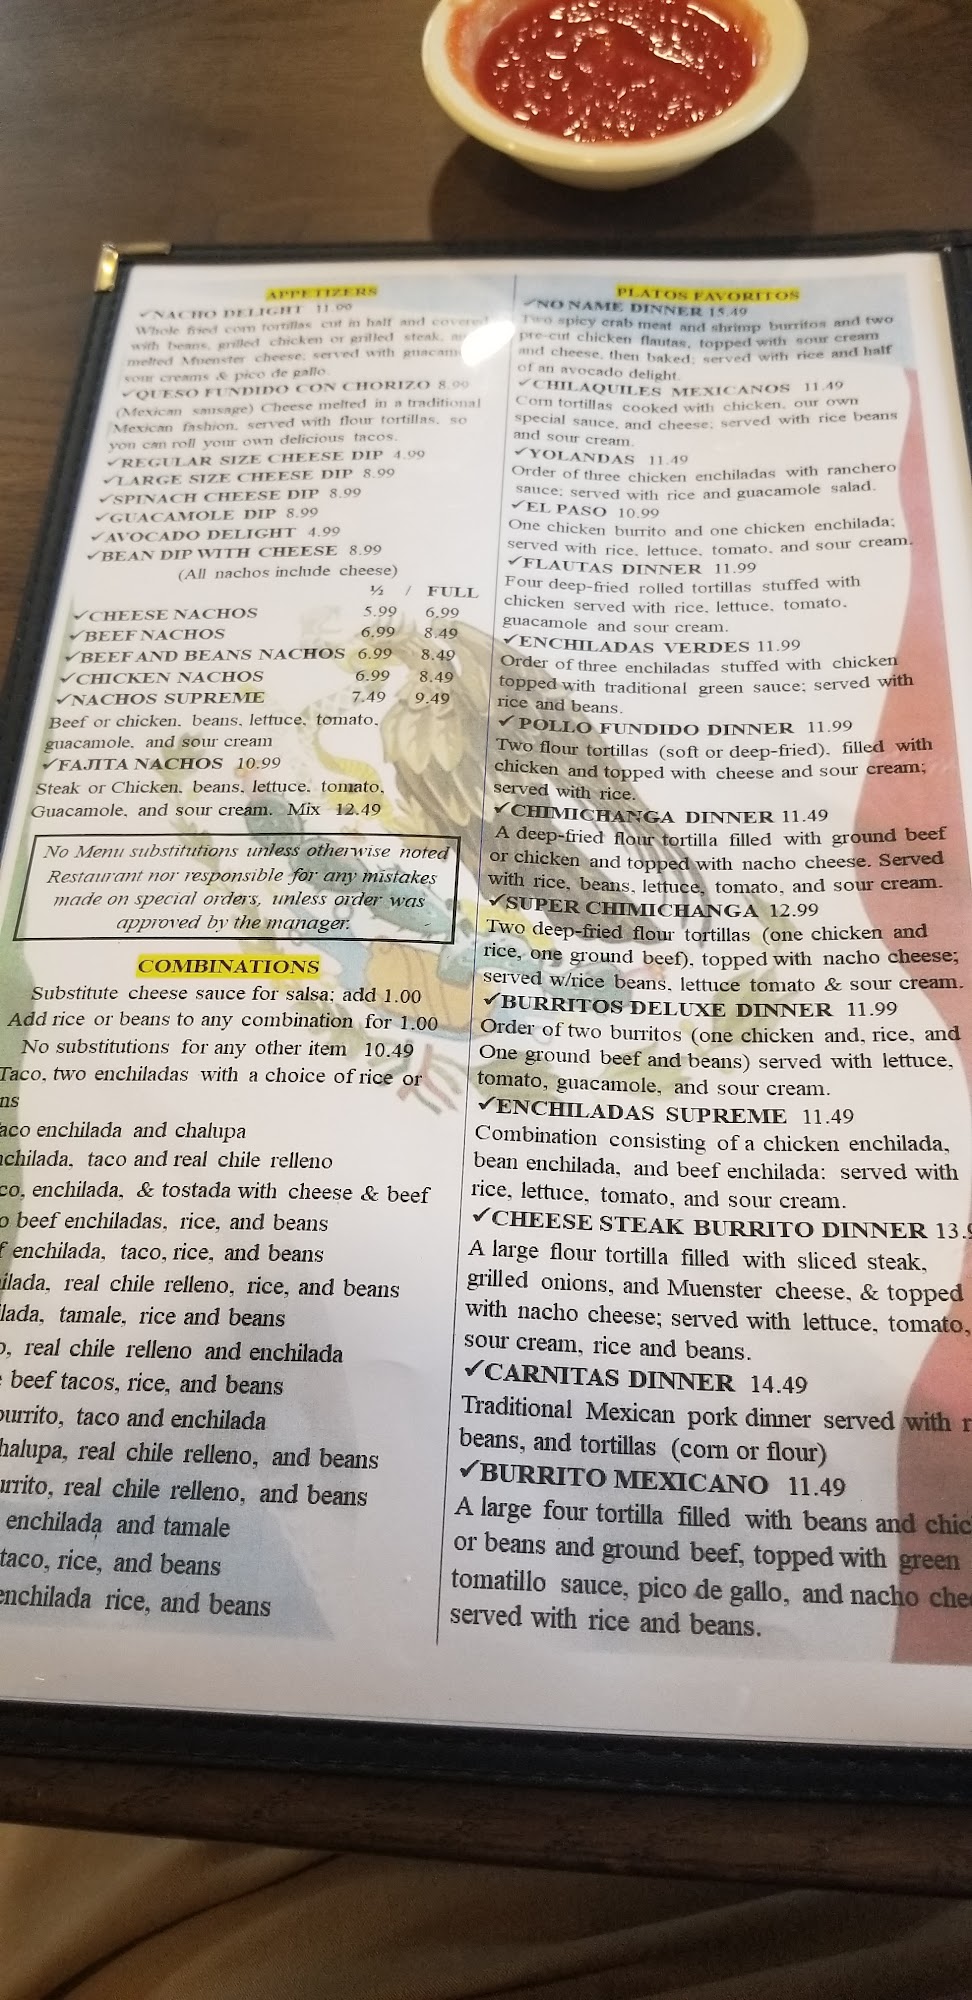 APPETIZERS
✓NACHO DELIGHT 11.99
Whole fried corn tortillas cut in half and covered
with beans, grilled chicken or grilled steak, and
melted Muenster cheese, served with guacam
sour creams & pico de gallo.
✓QUESO FUNDIDO CON CHORIZO 8.99
(Mexican sausage) Cheese melted in a traditional
Mexican fashion, served with flour tortillas, so
you can roll your own delicious tacos.
✓REGULAR SIZE CHEESE DIP 4.99
✓LARGE SIZE CHEESE DIP 8.99
✓SPINACH CHEESE DIP 8.99
✓GUACAMOLE DIP 8.99
✓AVOCADO DELIGHT 4.99
✓BEAN DIP WITH CHEESE 8.99
(All nachos include cheese)
½ / FULL
✓CHEESE NACHOS 5.99 6.99
✓BEEF NACHOS 6.99 8.49
✓BEEF AND BEANS NACHOS 6.99 8.49
✓CHICKEN NACHOS 6.99 8.49
✓NACHOS SUPREME 7.49 9.49
Beef or chicken, beans, lettuce, tomato,
guacamole, and sour cream
✓FAJITA NACHOS 10.99
Steak or Chicken, beans, lettuce, tomato,
Guacamole, and sour cream. Mix 12.49
No Menu substitutions unless otherwise noted
Restaurant nor responsible for any mistakes
made on special orders, unless order was
approved by the manager.
COMBINATIONS
Substitute cheese sauce for salsa; add 1.00
Add rice or beans to any combination for 1.00
No substitutions for any other item 10.49
Taco, two enchiladas with a choice of rice or
ns
aco enchilada and chalupa
nchilada, taco and real chile relleno
co, enchilada, & tostada with cheese & beef
o beef enchiladas, rice, and beans
f enchilada, taco, rice, and beans
ilada, real chile relleno, rice, and beans
lada, tamale, rice and beans
o, real chile relleno and enchilada
beef tacos, rice, and beans
burrito, taco and enchilada
halupa, real chile relleno, and beans
urrito, real chile relleno, and beans
enchilada and tamale
taco, rice, and beans
enchilada rice, and beans
PLATOS FAVORITOS
✓NO NAME DINNER 15.49
Two spicy crab meat and shrimp burritos and two
pre-cut chicken flautas, topped with sour cream
and cheese, then baked; served with rice and half
of an avocado delight.
✓CHILAQUILES MEXICANOS 11.49
Corn tortillas cooked with chicken, our own
special sauce, and cheese; served with rice beans
and sour cream.
✓YOLANDAS 11.49
Order of three chicken enchiladas with ranchero
sauce; served with rice and guacamole salad.
✓EL PASO 10.99
One chicken burrito and one chicken enchilada;
served with rice, lettuce, tomato, and sour cream.
✓FLAUTAS DINNER 11.99
Four deep-fried rolled tortillas stuffed with
chicken served with rice, lettuce, tomato,
guacamole and sour cream.
✓ENCHILADAS VERDES 11.99
Order of three enchiladas stuffed with chicken
topped with traditional green sauce; served with
rice and beans.
✓POLLO FUNDIDO DINNER 11.99
Two flour tortillas (soft or deep-fried), filled with
chicken and topped with cheese and sour cream;
served with rice.
✓CHIMICHANGA DINNER 11.49
A deep-fried flour tortilla filled with ground beef
or chicken and topped with nacho cheese. Served
with rice, beans, lettuce, tomato, and sour cream.
✓SUPER CHIMICHANGA 12.99
Two deep-fried flour tortillas (one chicken and
rice, one ground beef), topped with nacho cheese;
served w/rice beans, lettuce tomato & sour cream.
✓BURRITOS DELUXE DINNER 11.99
Order of two burritos (one chicken and, rice, and
One ground beef and beans) served with lettuce,
tomato, guacamole, and sour cream.
✓ENCHILADAS SUPREME 11.49
Combination consisting of a chicken enchilada,
bean enchilada, and beef enchilada: served with
rice, lettuce, tomato, and sour cream.
✓CHEESE STEAK BURRITO DINNER 13.9
A large flour tortilla filled with sliced steak,
grilled onions, and Muenster cheese, & topped
with nacho cheese; served with lettuce, tomato,
sour cream, rice and beans.
✓CARNITAS DINNER 14.49
Traditional Mexican pork dinner served with r
beans, and tortillas (corn or flour)
✓BURRITO MEXICANO 11.49
A large four tortilla filled with beans and chic
or beans and ground beef, topped with green
tomatillo sauce, pico de gallo, and nacho chee
served with rice and beans.